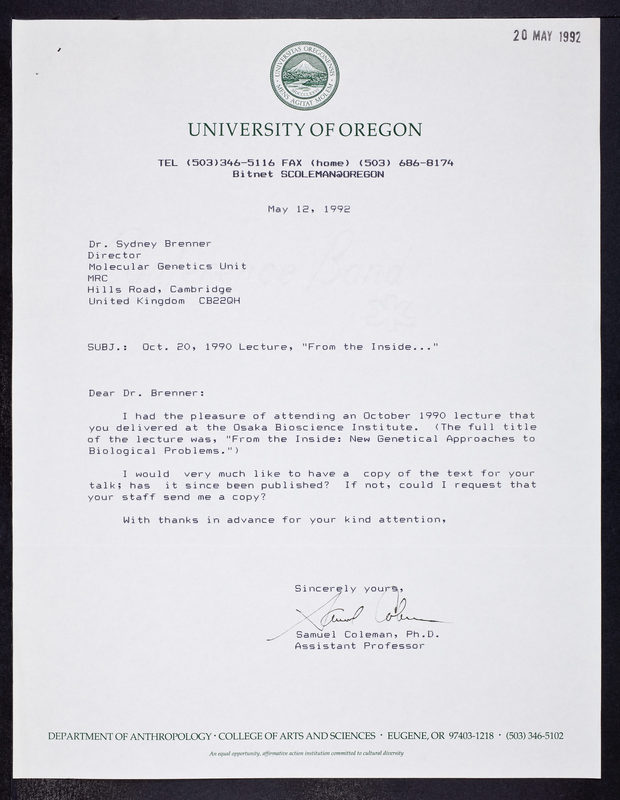 20 MAY 1992
UNIVERSITAS OREGONENSIS
MENS AGITAT MOLEM
UNIVERSITY OF OREGON
TEL (503)346-5116 FAX (home) (503) 686-8174
Bitnet SCOLEMAN@OREGON
May 12, 1992
Dr. Sydney Brenner
Director
Molecular Genetics Unit
MRC
Hills Road, Cambridge
United Kingdom CB22QH
SUBJ.: Oct. 20, 1990 Lecture, "From the Inside..."
Dear Dr. Brenner:
I had the pleasure of attending an October 1990 lecture that
you delivered at the Osaka Bioscience Institute. (The full title
of the lecture was, "From the Inside: New Genetical Approaches to
Biological Problems.")
I would very much like to have a copy of the text for your
talk; has it since been published? If not, could I request that
your staff send me a copy?
With thanks in advance for your kind attention,
Sincerely yours,
Samuel Coleman
Samuel Coleman, Ph.D.
Assistant Professor
DEPARTMENT OF ANTHROPOLOGY · COLLEGE OF ARTS AND SCIENCES · EUGENE, OR 97403-1218 · (503) 346-5102
An equal opportunity, affirmative action institution committed to cultural diversity